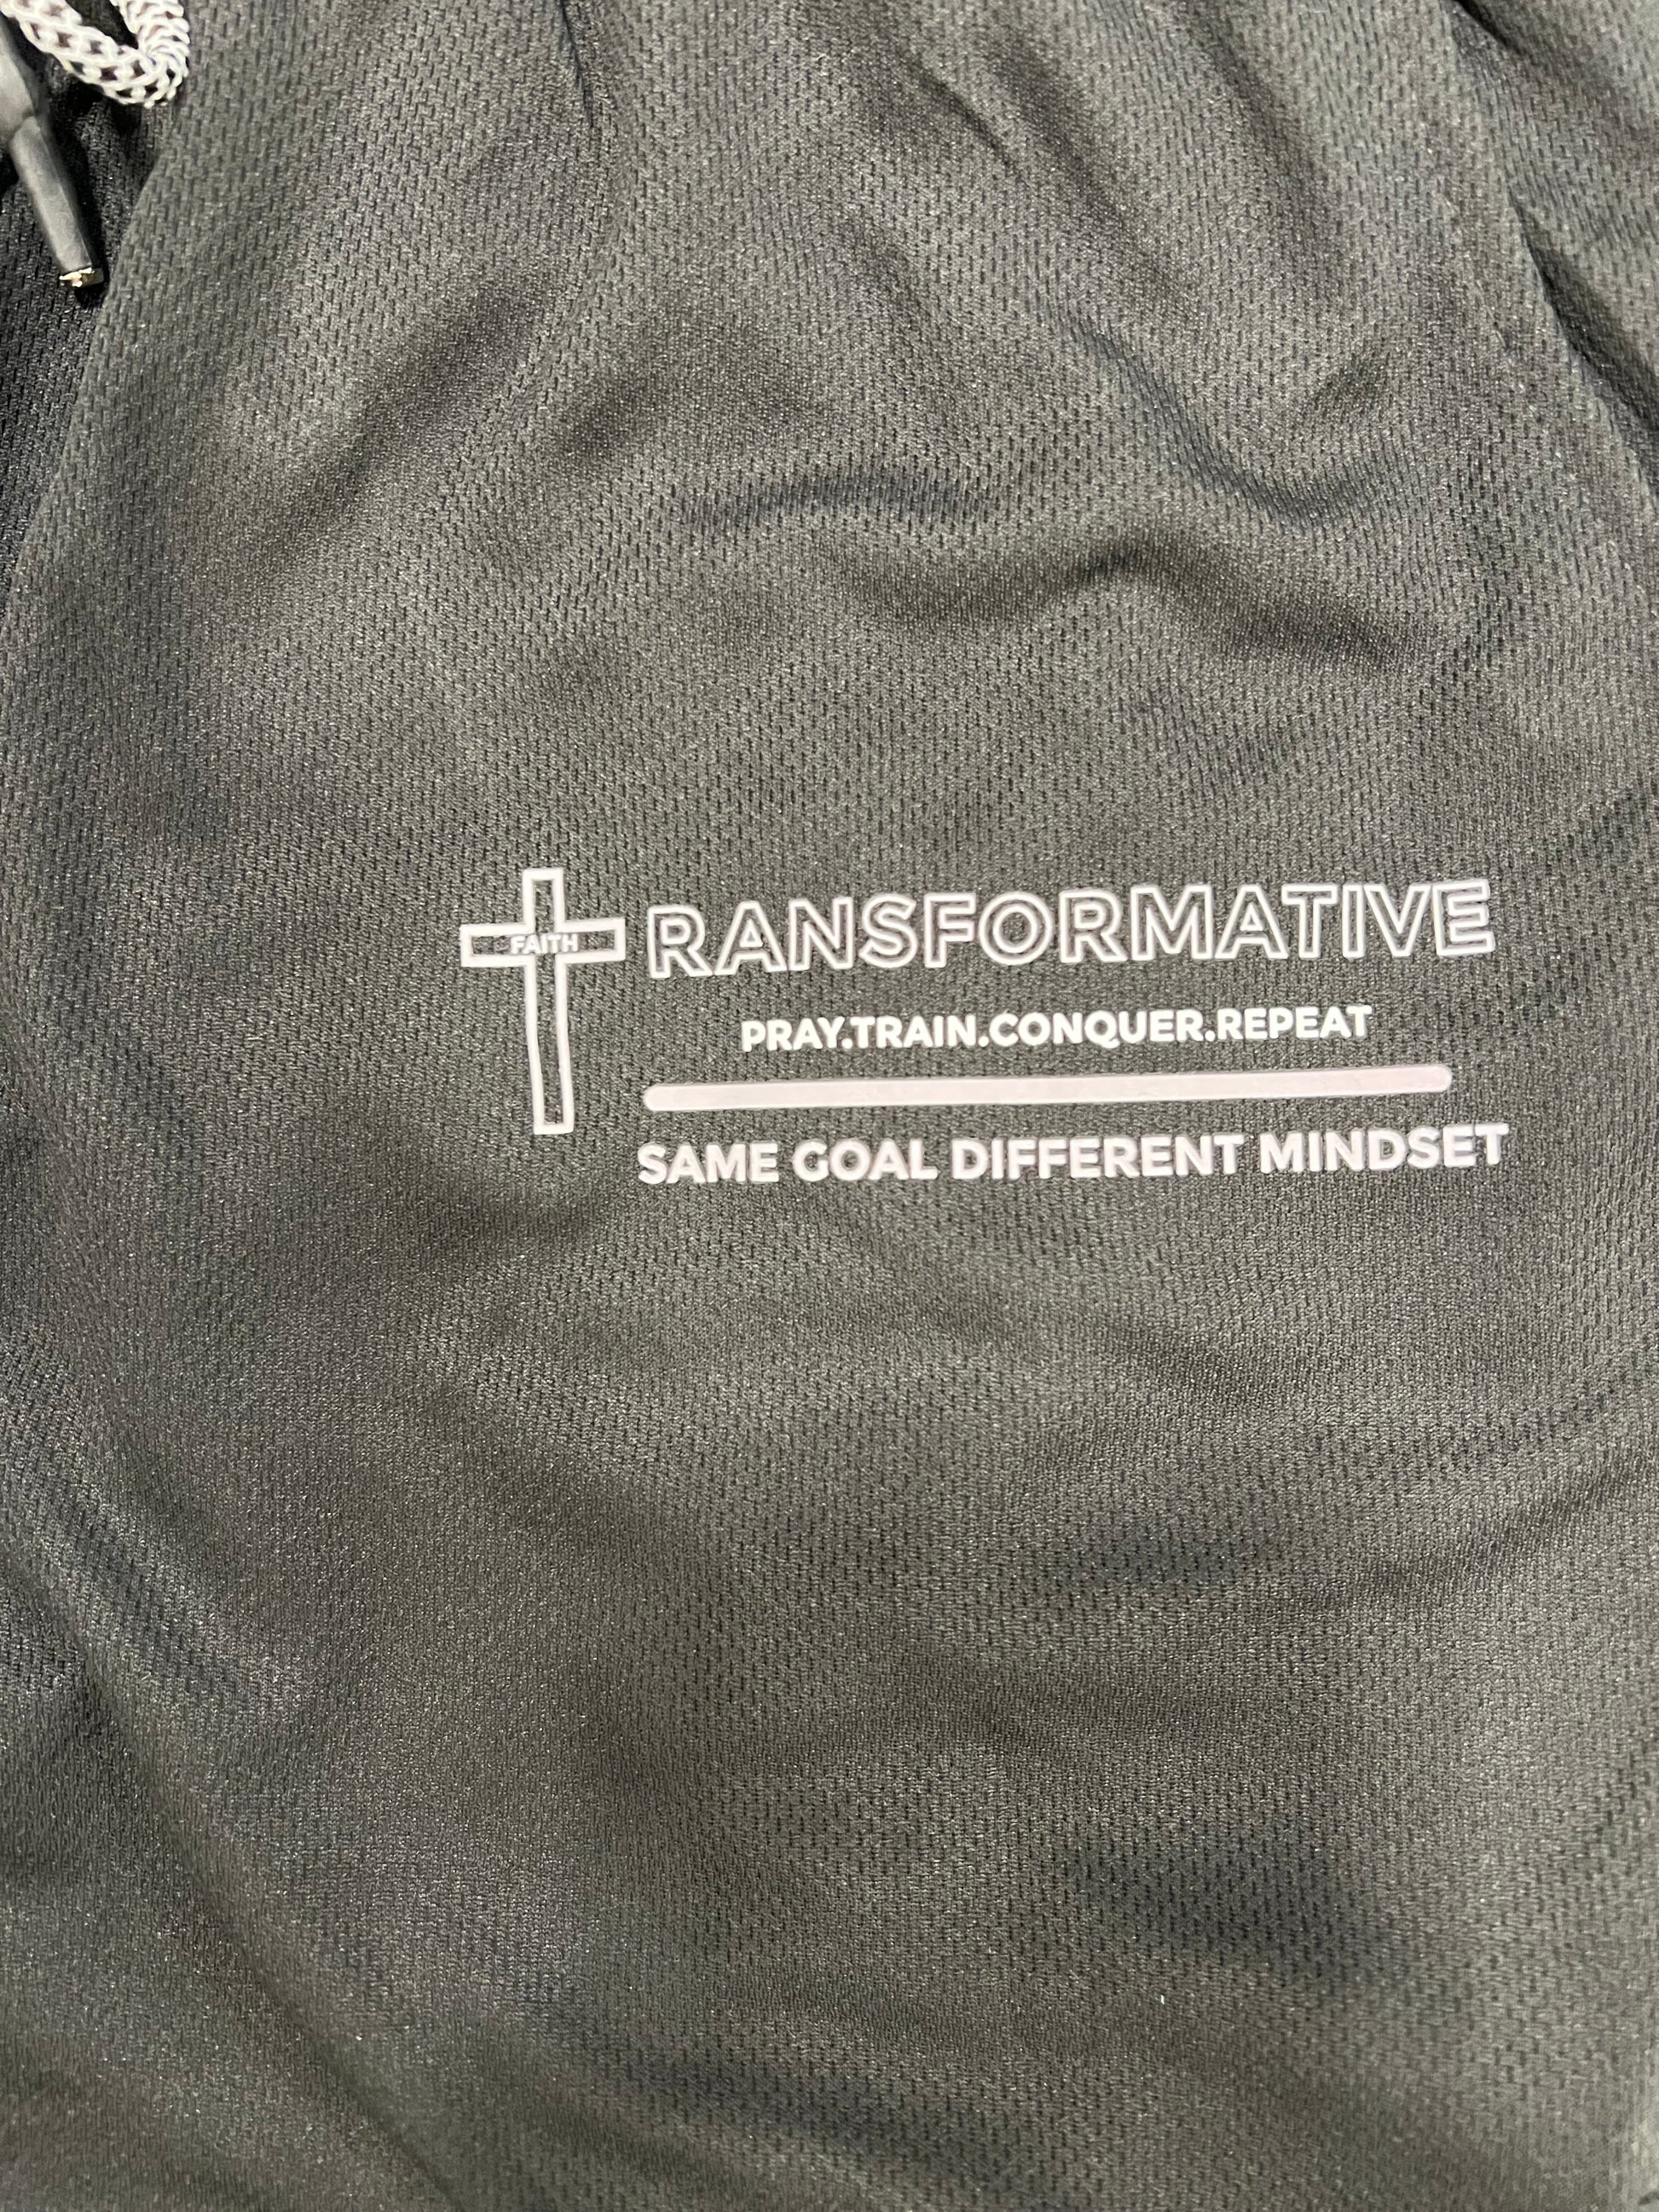 FAITH
RANSFORMATIVE
PRAY.TRAIN.CONQUER.REPEAT
SAME GOAL DIFFERENT MINDSET